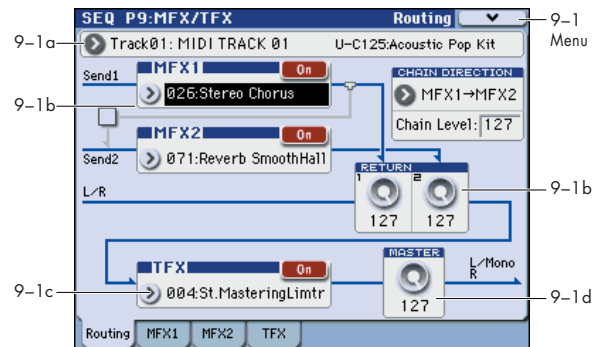 SEQ P9:MFX/TFX Routing
9-1
Menu
9-1a
Track01: MIDI TRACK 01 U-C125:Acoustic Pop Kit
Send1
MFX1 On
026:Stereo Chorus
9-1b
CHAIN DIRECTION
MFX1→MFX2
Chain Level: 127
MFX2 On
071:Reverb SmoothHall
Send2
RETURN
1 2
127 127
9-1b
L/R
TFX On
004:St.MasteringLimtr
9-1c
MASTER
127
L/Mono
R
9-1d
Routing MFX1 MFX2 TFX